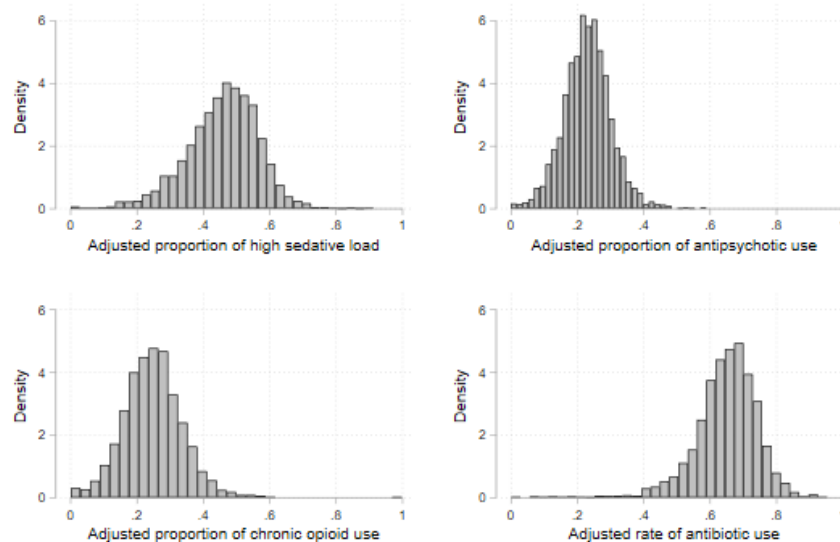 6
4
2
0
Density
0 .2 .4 .6 .8 1
Adjusted proportion of high sedative load
6
4
2
0
Density
0 .2 .4 .6 .8 1
Adjusted proportion of antipsychotic use
6
4
2
0
Density
0 .2 .4 .6 .8 1
Adjusted proportion of chronic opioid use
6
4
2
0
Density
0 .2 .4 .6 .8 1
Adjusted rate of antibiotic use